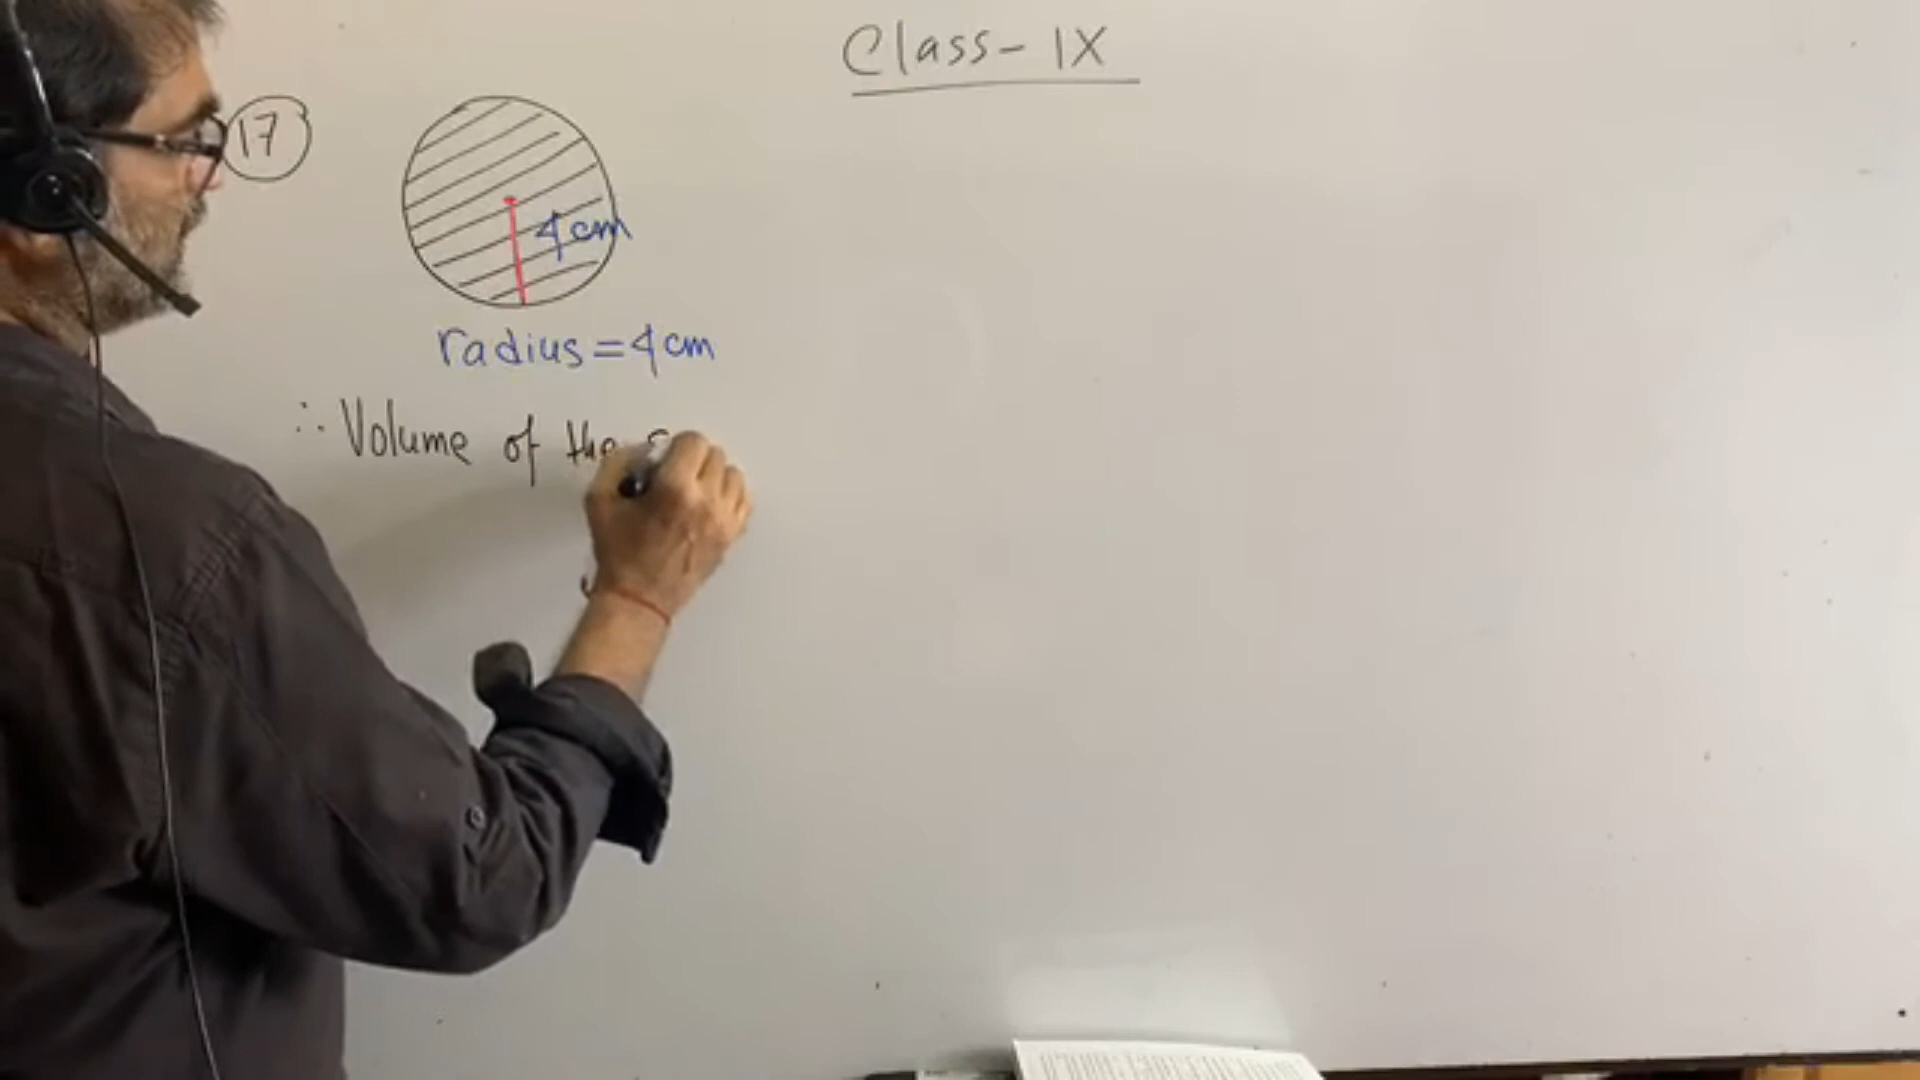 Class-IX
17
4cm
radius=4cm
∴ Volume of the